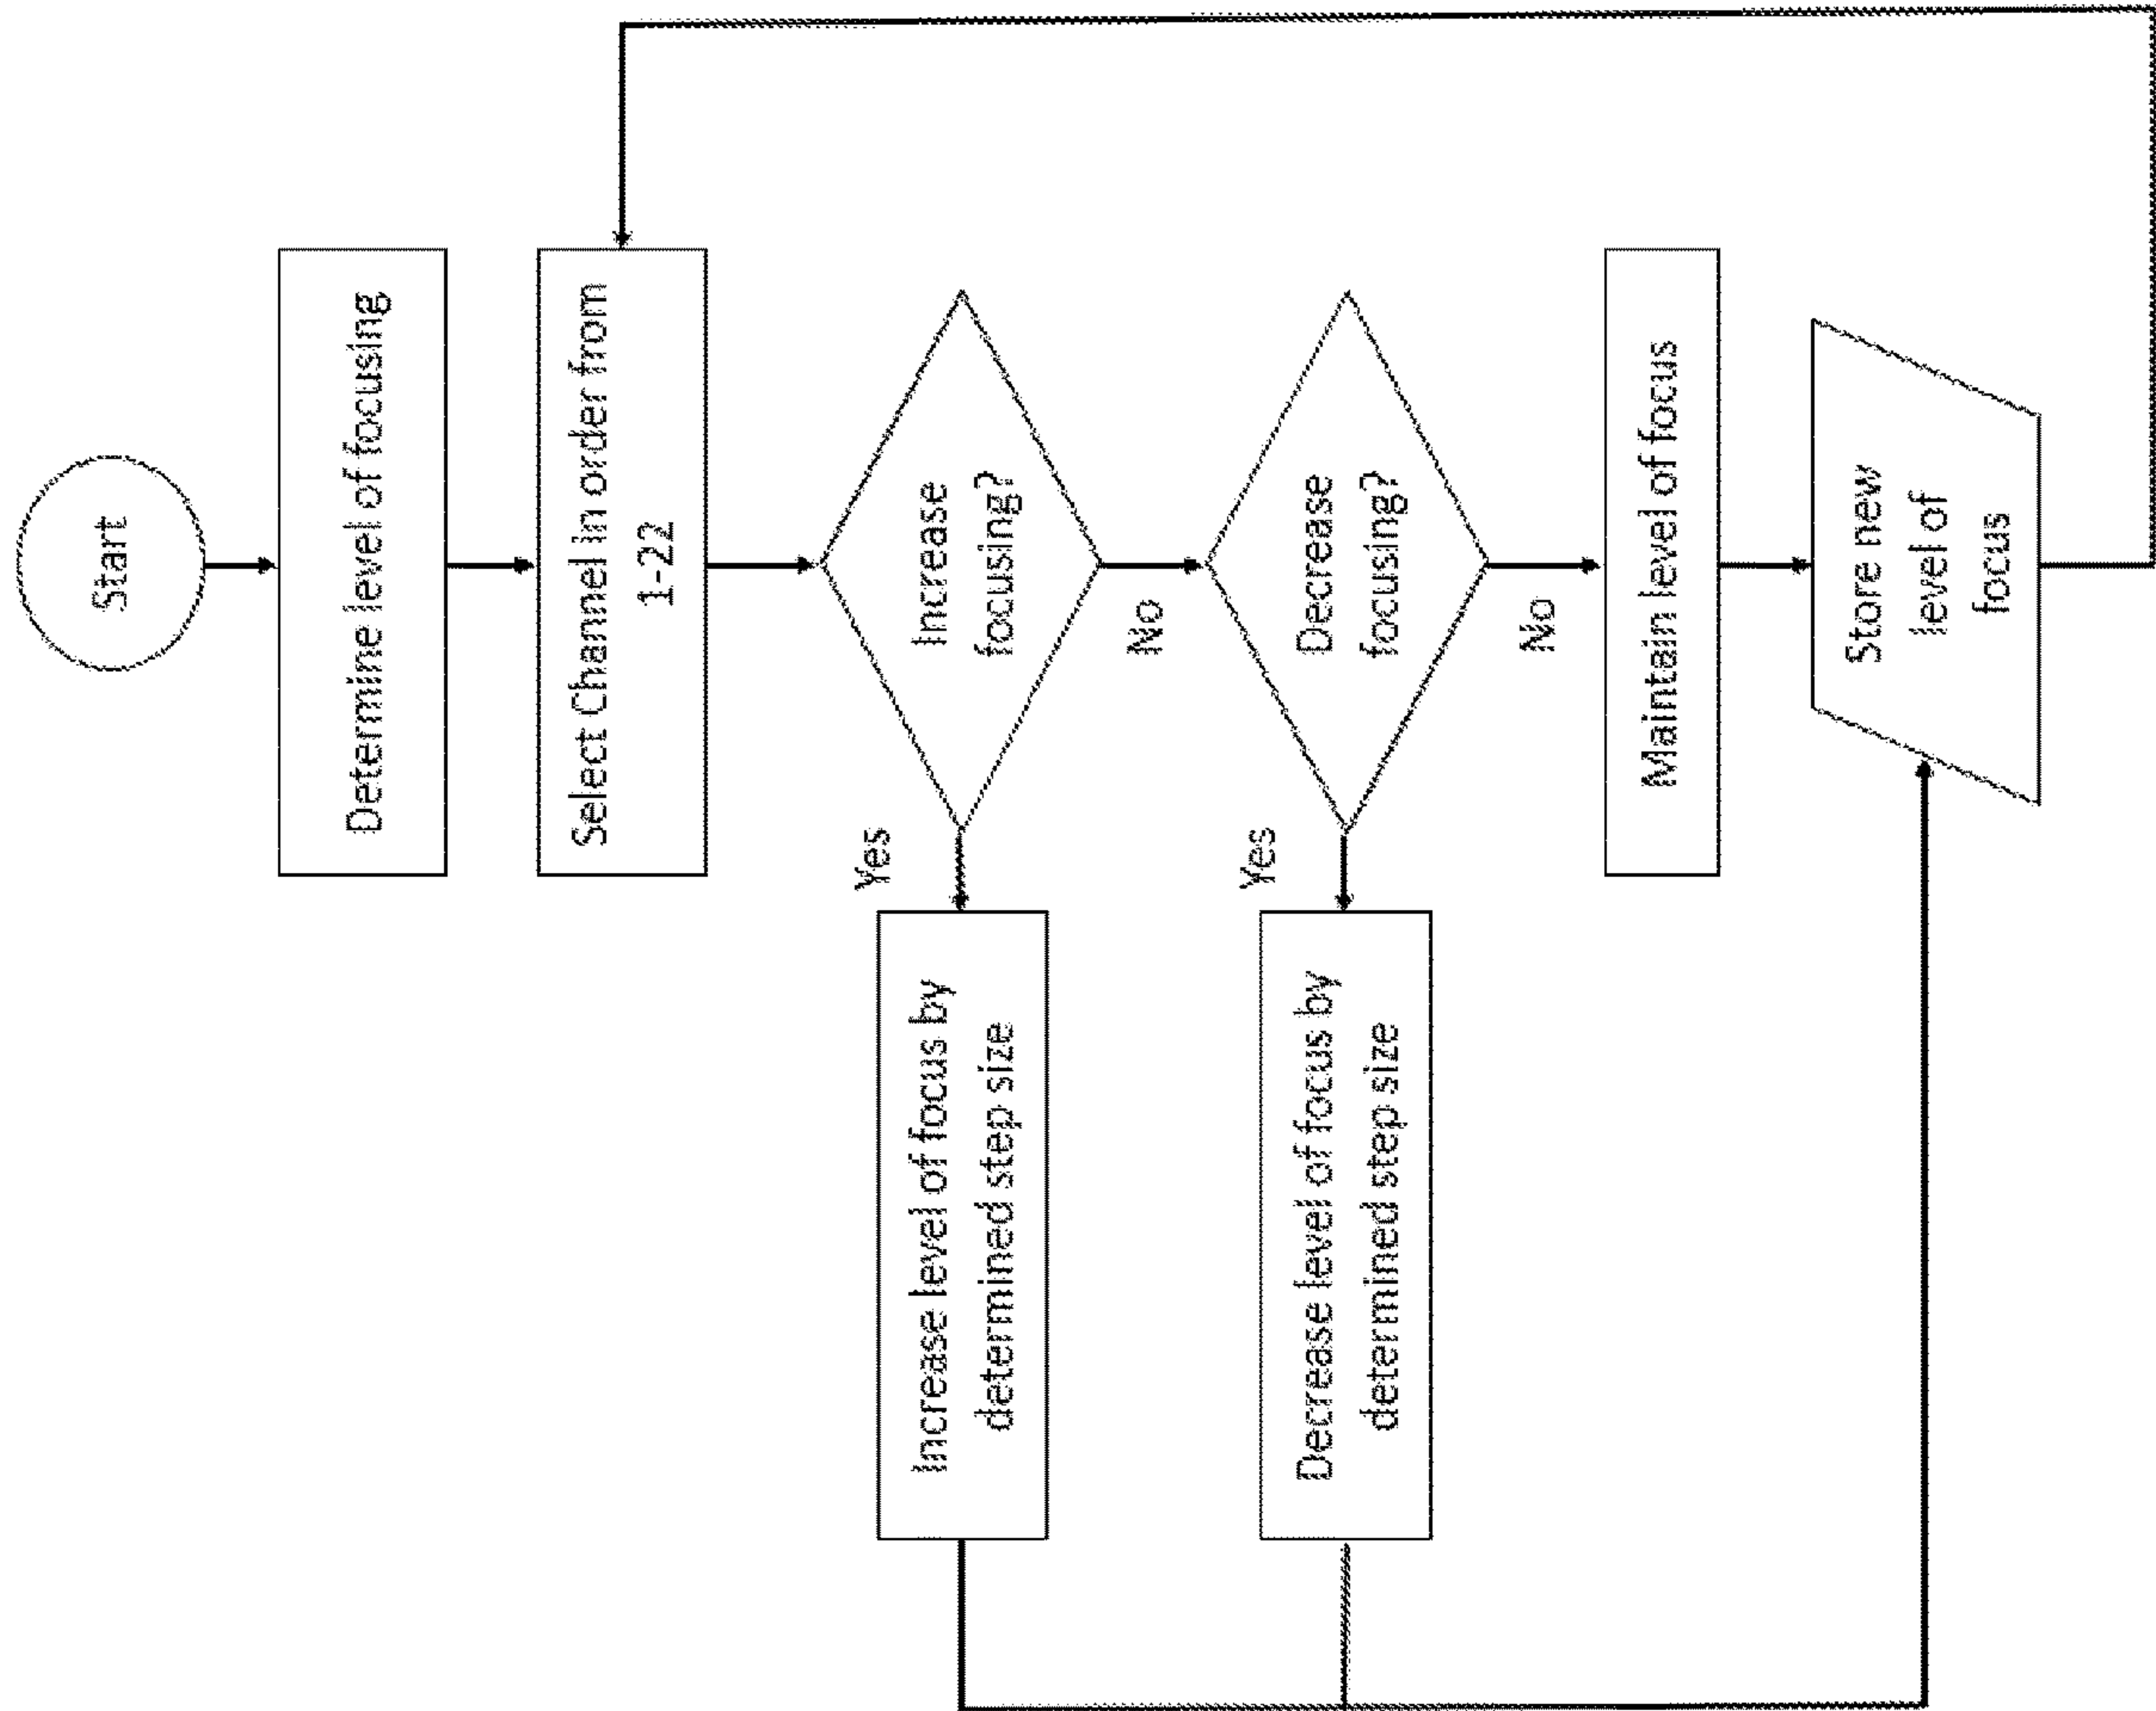 Start
Determine level of focusing
Select Channel in order from
1-22
Increase
focusing?
Yes
No
Increase level of focus by
determined step size
Decrease
focusing?
Yes
No
Decrease level of focus by
determined step size
Maintain level of focus
Store new
level of
focus